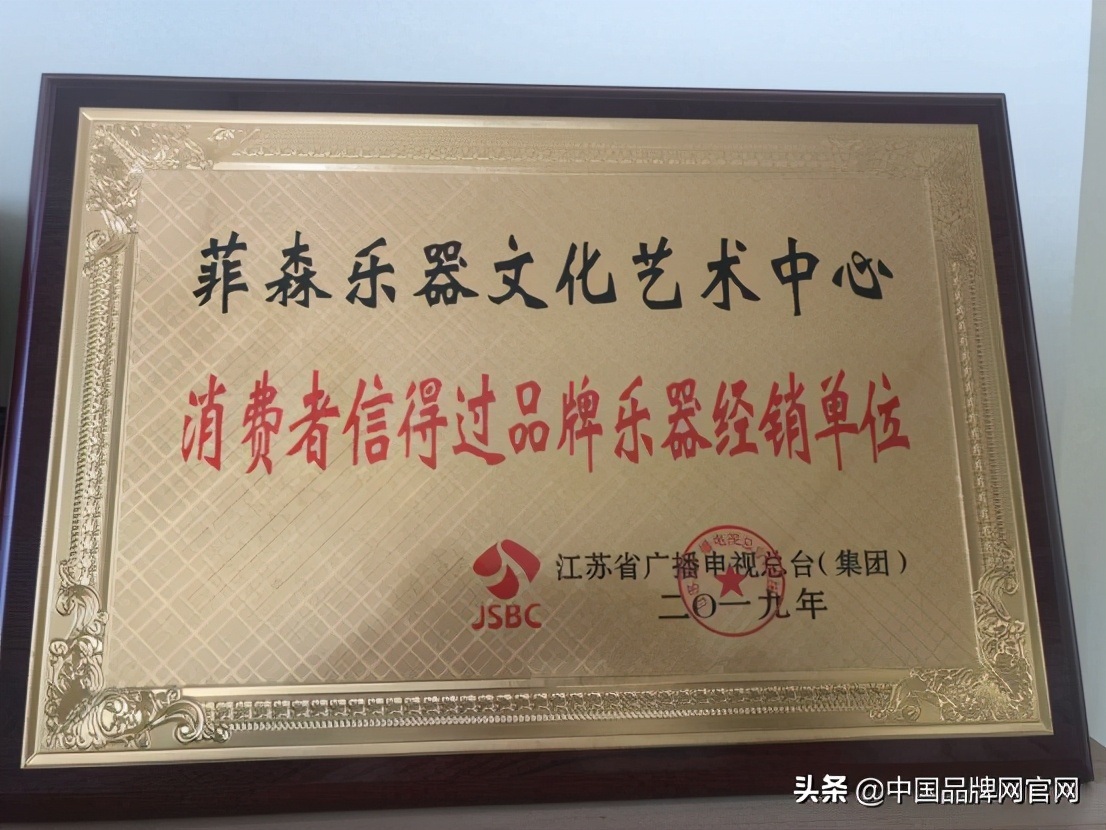 菲森乐器文化艺术中心
消费者信得过品牌乐器经销单位
JSBC
江苏省广播电视总台(集团)
二〇一九年
头条 @中国品牌网官网